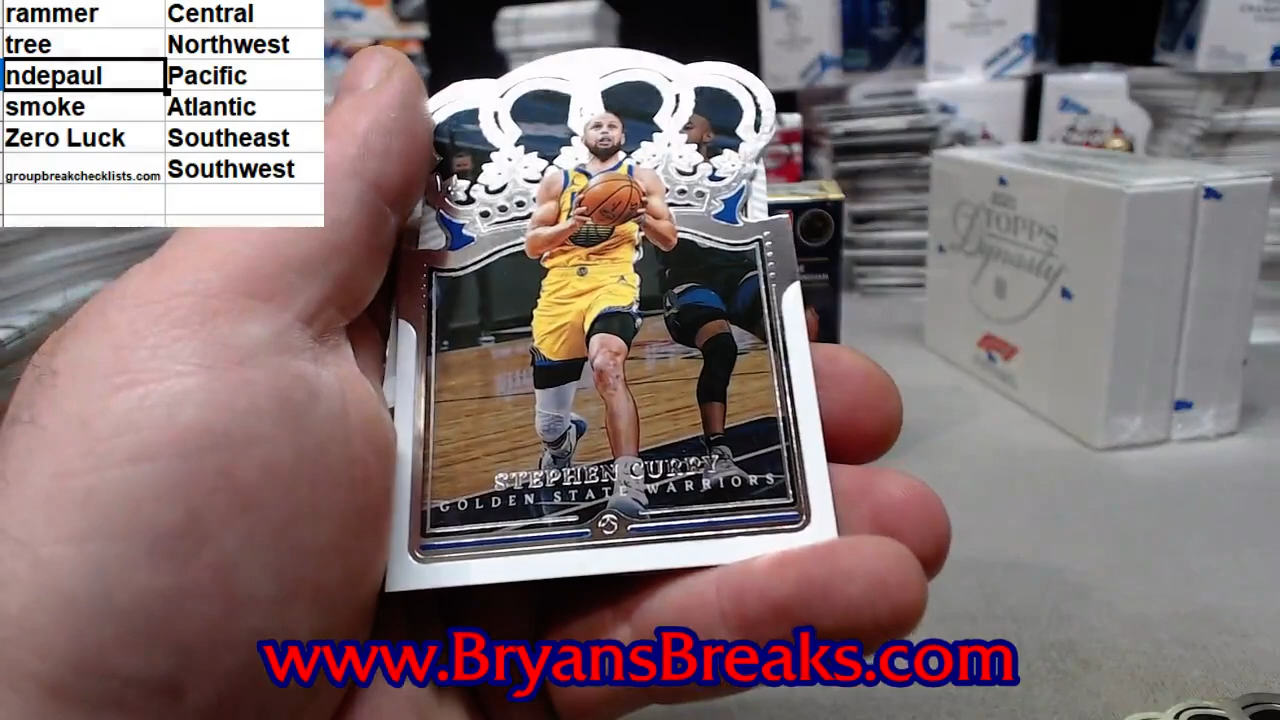 rammer Central
tree Northwest
ndepaul Pacific
smoke Atlantic
Zero Luck Southeast
groupbreakchecklists.com Southwest
TOPPS
Dynasty
STEPHEN CURRY
GOLDEN STATE WARRIORS
www.BryansBreaks.com